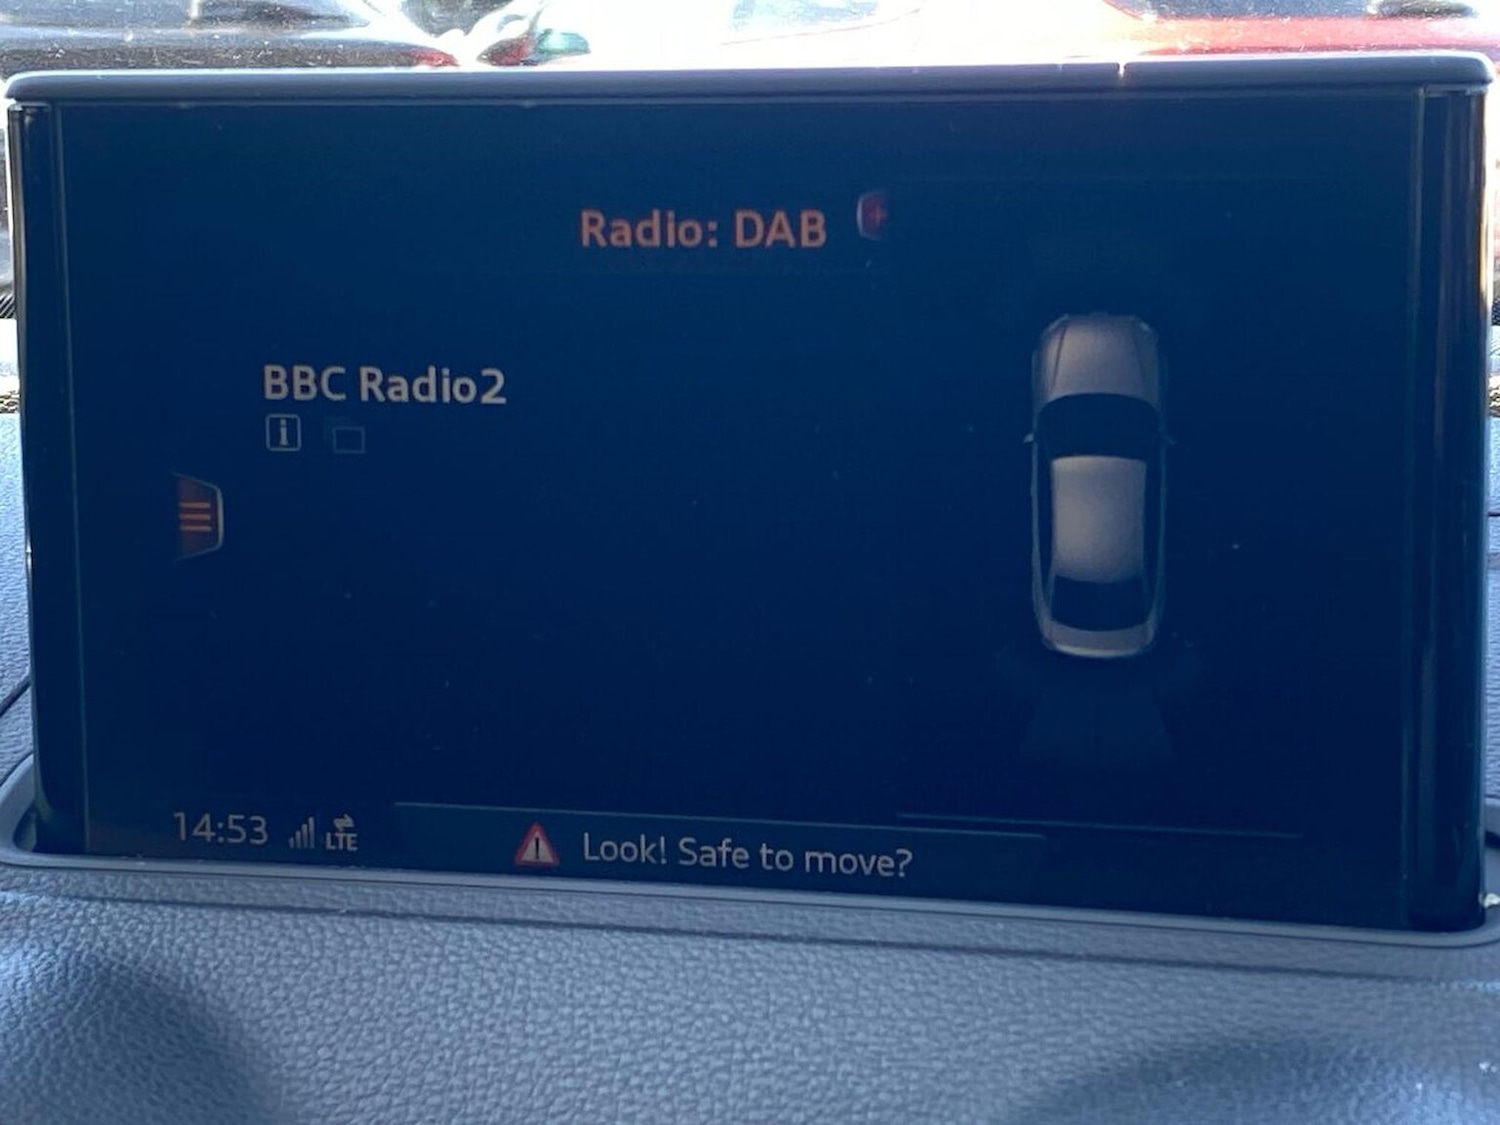 Radio: DAB
BBC Radio2
14:53 LTE
Look! Safe to move?